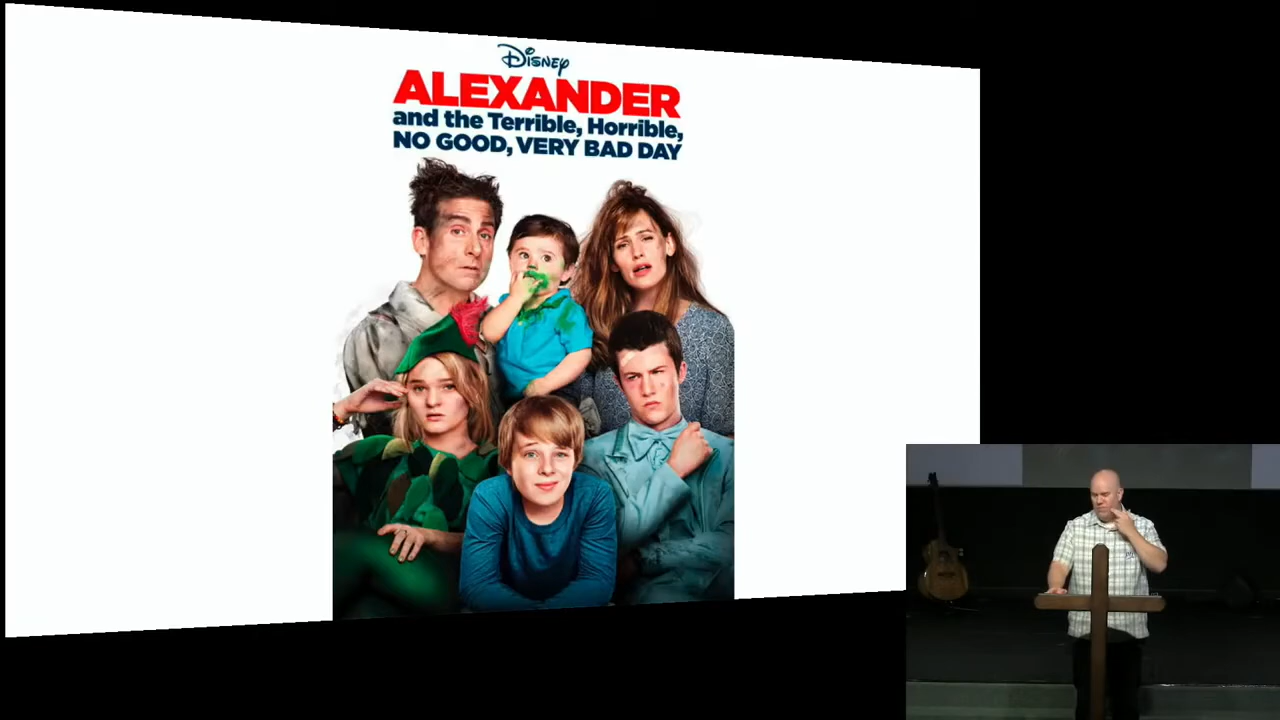 Disney
ALEXANDER
and the Terrible, Horrible,
NO GOOD, VERY BAD DAY